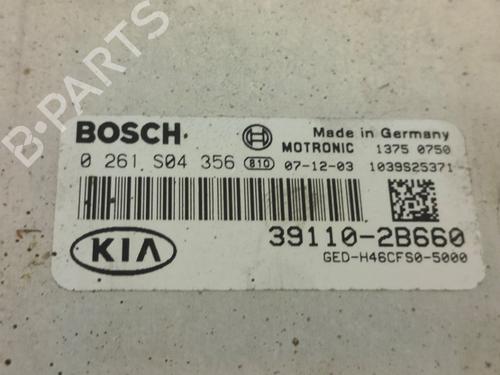 B-PARTS
B-PARTS
BOSCH
Made in Germany
MOTRONIC 1375 0750
0 261 S04 356 810 07-12-03 1039S25371
KIA
39110-2B660
GED-H46CFS0-5000